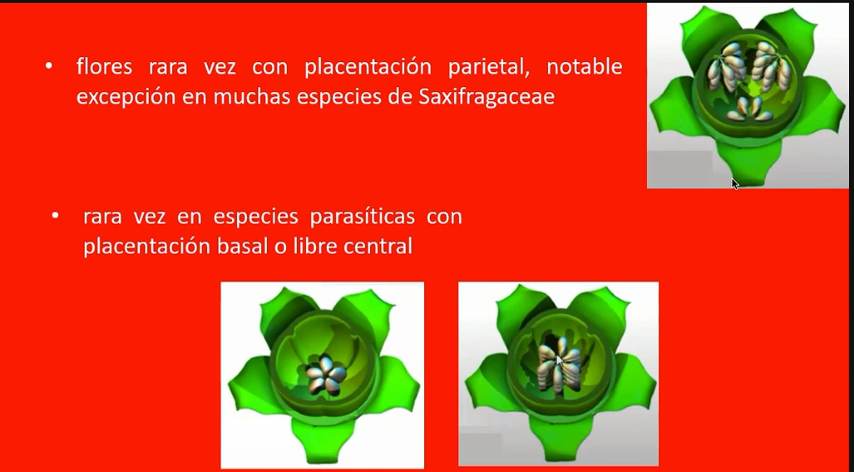 • flores rara vez con placentación parietal, notable
excepción en muchas especies de Saxifragaceae
• rara vez en especies parasíticas con
placentación basal o libre central